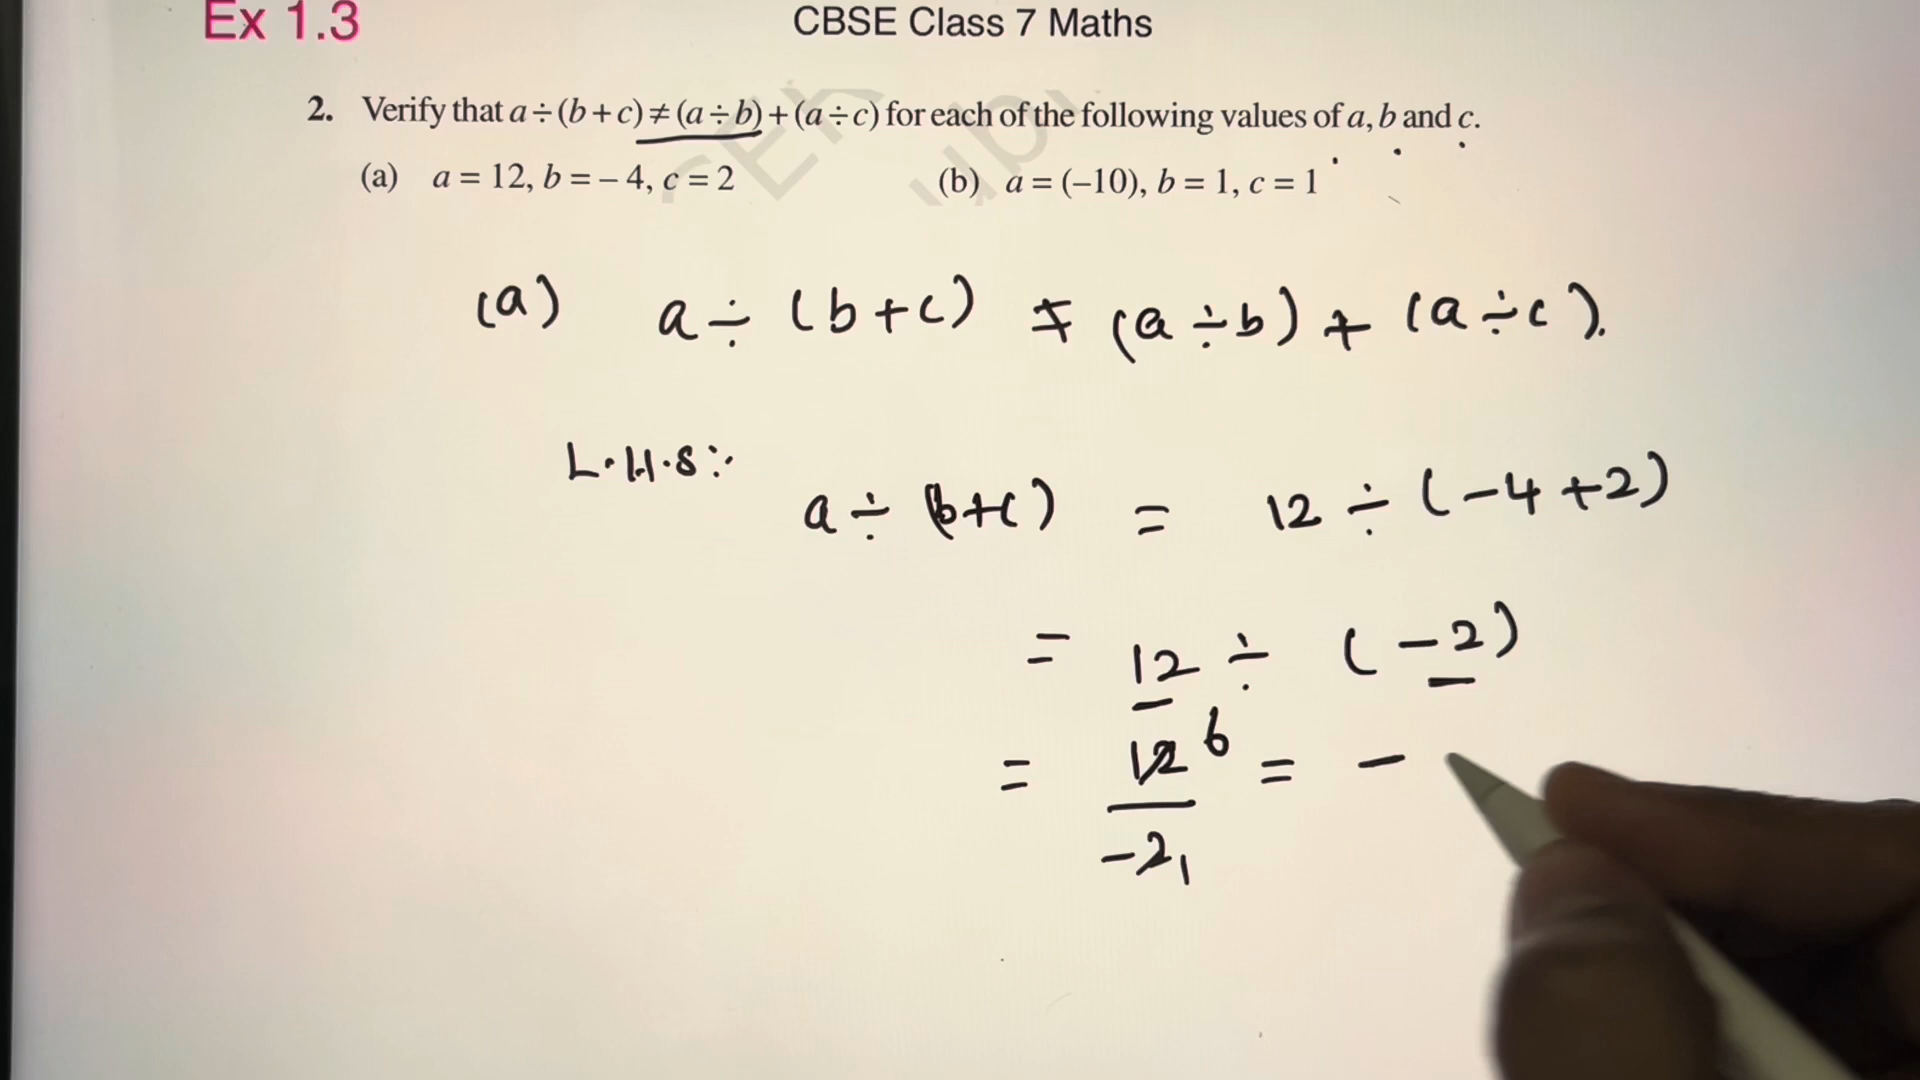 Ex 1.3
CBSE Class 7 Maths
2. Verify that a ÷ (b + c) ≠ (a ÷ b) + (a ÷ c) for each of the following values of a, b and c.
(a) a = 12, b = – 4, c = 2
(b) a = (–10), b = 1, c = 1
(a) a ÷ (b+c) ≠ (a ÷ b) + (a ÷ c).
L.H.S:
a ÷ (b+c) = 12 ÷ (-4+2)
= 12 ÷ (-2)
= 12 6 = -
-2 1